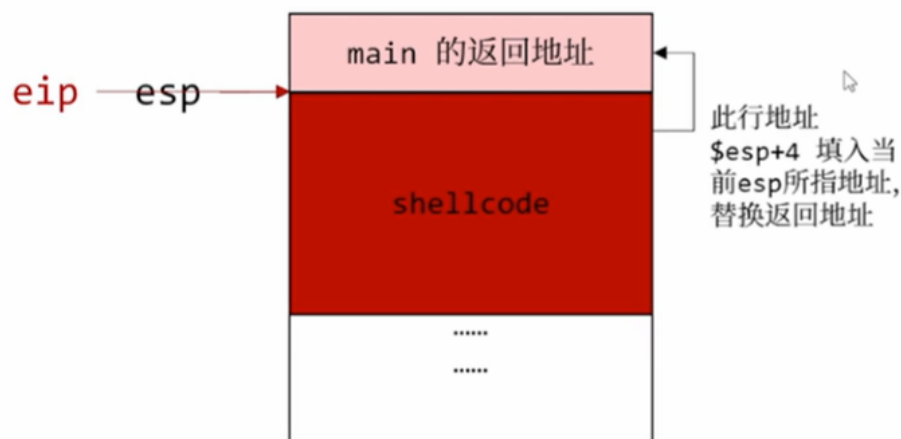 main 的返回地址
eip
esp
此行地址
$esp+4 填入当
前esp所指地址,
替换返回地址
shellcode
......
......